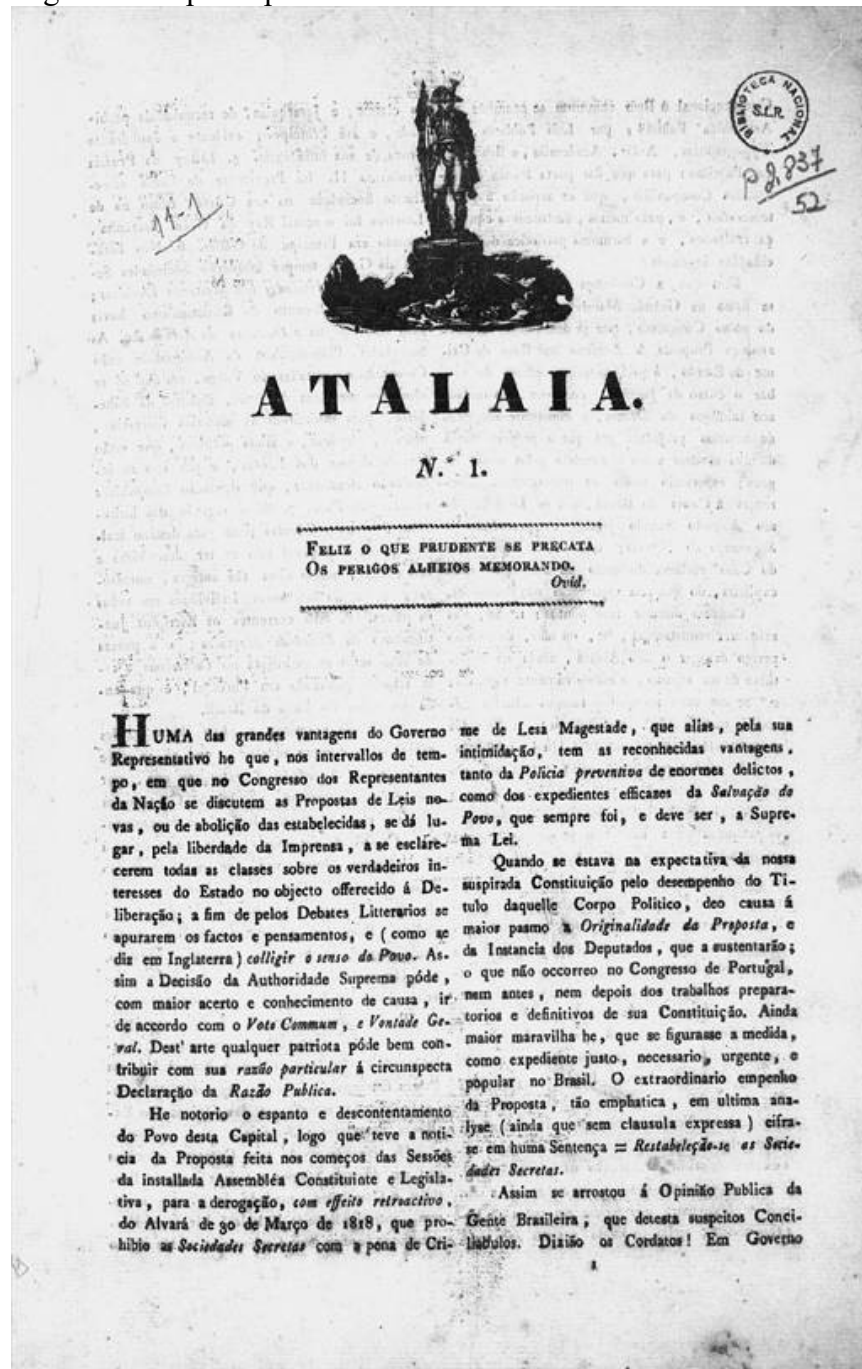 BIBLIOTECA NACIONAL
S.I.R.
P 2,837
52
11-1
ATALAIA.
N.º 1.
FELIZ O QUE PRUDENTE SE PRECATA
OS PERIGOS ALHEIOS MEMORANDO.
Ovid.
HUMA das grandes vantagens do Governo
Representativo he que, nos intervallos de tem-
po, em que no Congresso dos Representantes
da Nação se discutem as Propostas de Leis no-
vas, ou de abolição das estabelecidas, se dá lu-
gar, pela liberdade da Imprensa, a se esclare-
cerem todas as classes sobre os verdadeiros in-
teresses do Estado no objecto offerecido á De-
liberação; a fim de pelos Debates Litterarios se
apurarem os factos e pensamentos, e (como se
diz em Inglaterra) colligir o senso do Povo. As-
sim a Decisão da Authoridade Suprema póde,
com maior acerto e conhecimento de causa, ir
de accordo com o Voto Commum, e Vontade Ge-
ral. Dest' arte qualquer patriota póde bem con-
tribuir com sua razão particular á circunspecta
Declaração da Razão Publica.
He notorio o espanto e descontentamento
do Povo desta Capital, logo que teve a noti-
cia da Proposta feita nos começos das Sessões
da installada Assembléa Constituinte e Legisla-
tiva, para a derogação, com effeito retroactivo,
do Alvará de 30 de Março de 1818, que pro-
hibio as Sociedades Secretas com a pena de Cri-
me de Lesa Magestade, que alias, pela sua
intimidação, tem as reconhecidas vantagens,
tanto da Policia preventiva de enormes delictos,
como dos expedientes efficazes da Salvação do
Povo, que sempre foi, e deve ser, a Supre-
ma Lei.
Quando se estava na expectativa da nossa
suspirada Constituição pelo desempenho do Ti-
tulo daquelle Corpo Politico, deo causa á
maior pasmo a Originalidade da Proposta, e
da Instancia dos Deputados, que a sustentarão;
o que não occorreo no Congresso de Portugal,
nem antes, nem depois dos trabalhos prepara-
torios e definitivos de sua Constituição. Ainda
maior maravilha he, que se figurasse a medida,
como expediente justo, necessario, urgente, e
popular no Brasil. O extraordinario empenho
da Proposta, tão emphatica, em ultima ana-
lyse (ainda que sem clausula expressa) cifra-
se em huma Sentença = Restabeleção-se as Socie-
dades Secretas.
Assim se arrostou á Opinião Publica da
Gente Brasileira; que detesta suspeitos Conci-
liabulos. Dizião os Cordatos! Em Governo
1